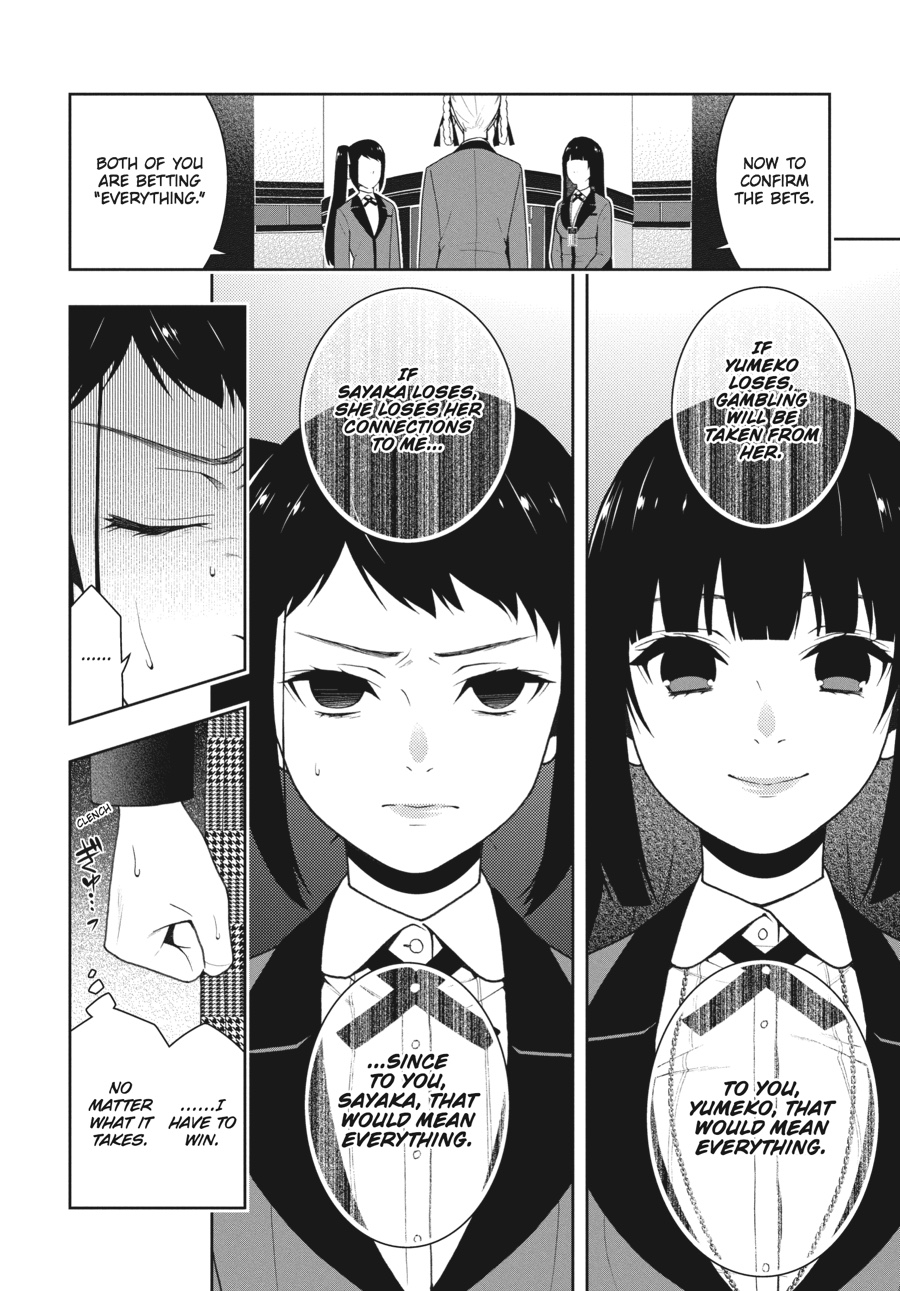 NOW TO
CONFIRM
THE BETS.
BOTH OF YOU
ARE BETTING
"EVERYTHING."
IF
YUMEKO
LOSES,
GAMBLING
WILL BE
TAKEN FROM
HER.
TO YOU,
YUMEKO, THAT
WOULD MEAN
EVERYTHING.
IF
SAYAKA LOSES,
SHE LOSES HER
CONNECTIONS
TO ME...
...SINCE
TO YOU,
SAYAKA, THAT
WOULD MEAN
EVERYTHING.
......
CLENCH
ギゅ...
......I
HAVE TO
WIN.
NO
MATTER
WHAT IT
TAKES.